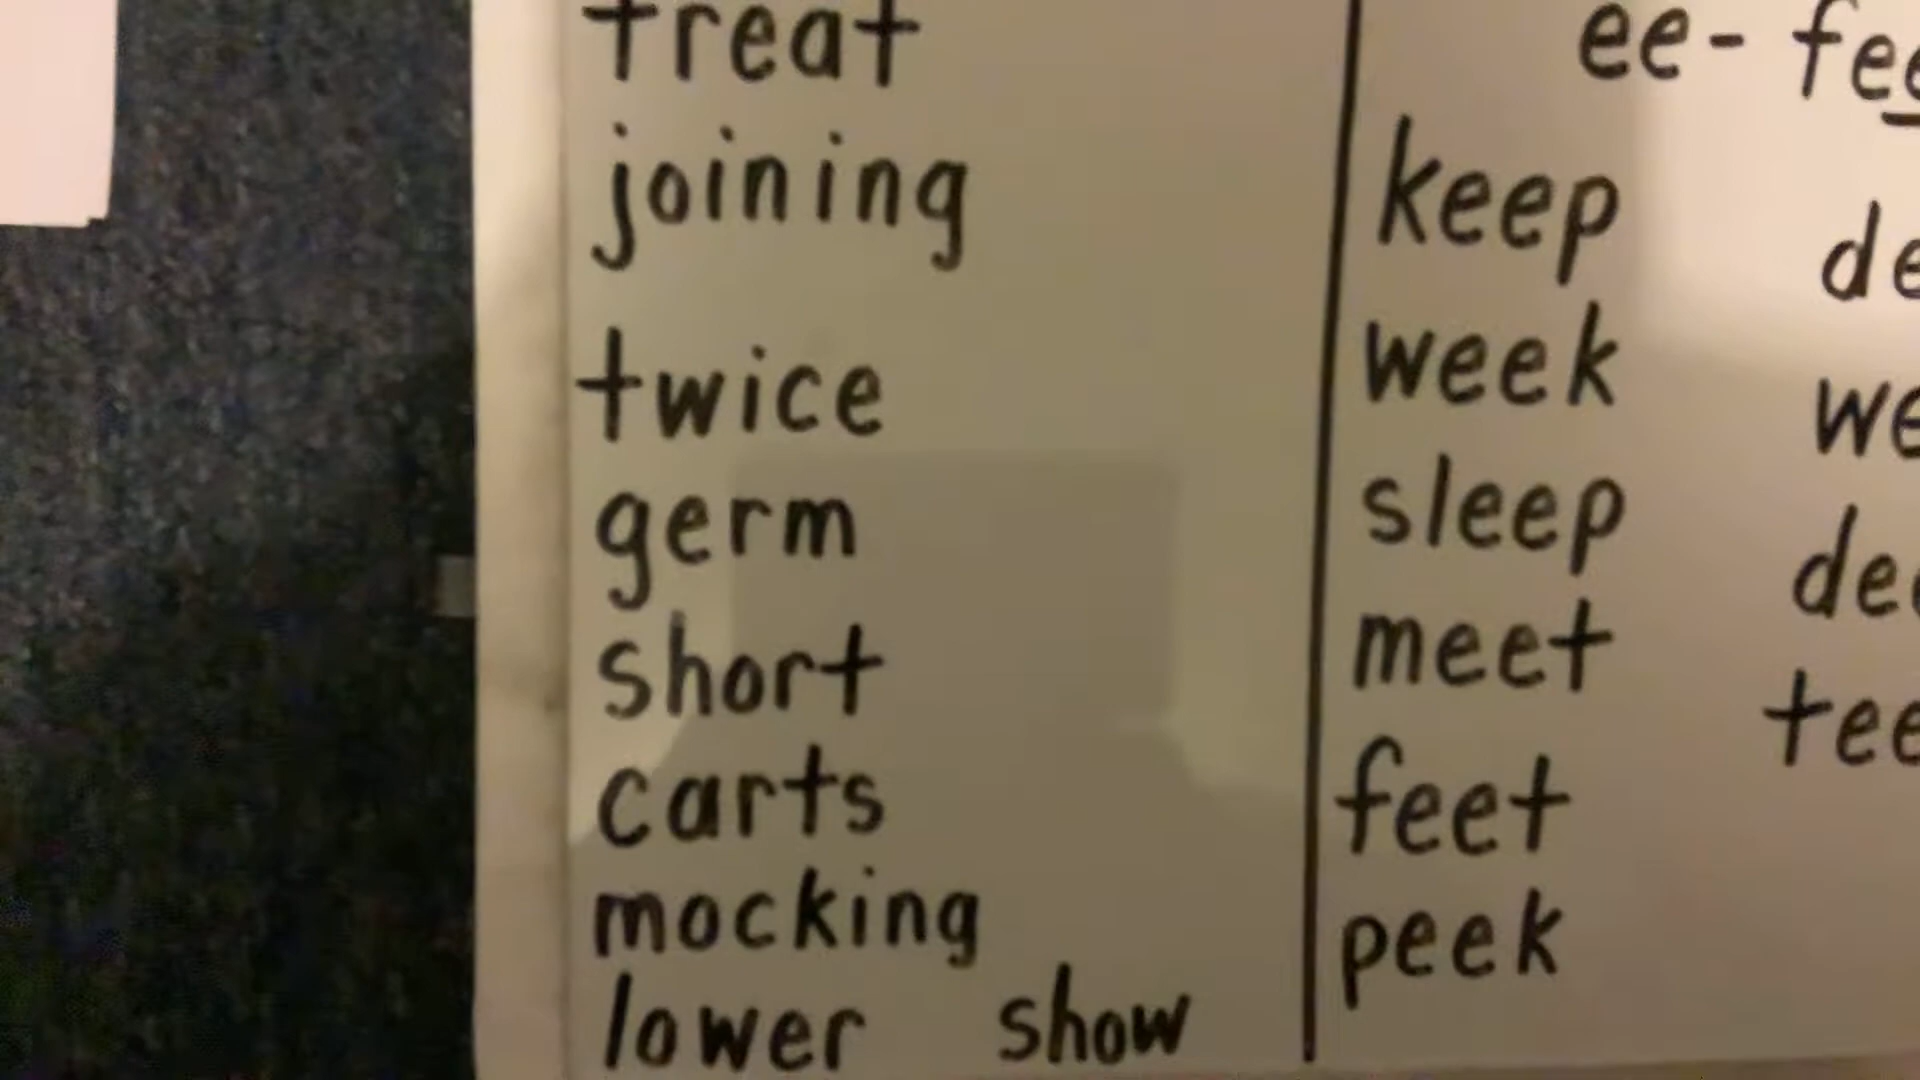 treat
joining
twice
germ
short
carts
mocking
lower show
ee-
keep
week
sleep
meet
feet
peek